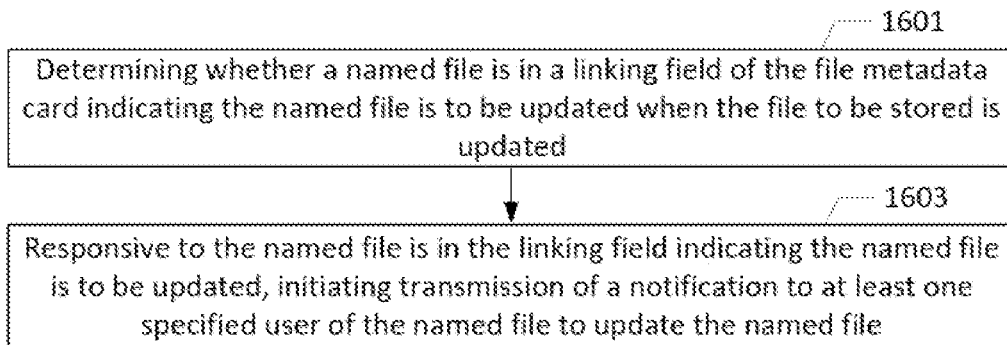 1601
Determining whether a named file is in a linking field of the file metadata
card indicating the named file is to be updated when the file to be stored is
updated
1603
Responsive to the named file is in the linking field indicating the named file
is to be updated, initiating transmission of a notification to at least one
specified user of the named file to update the named file